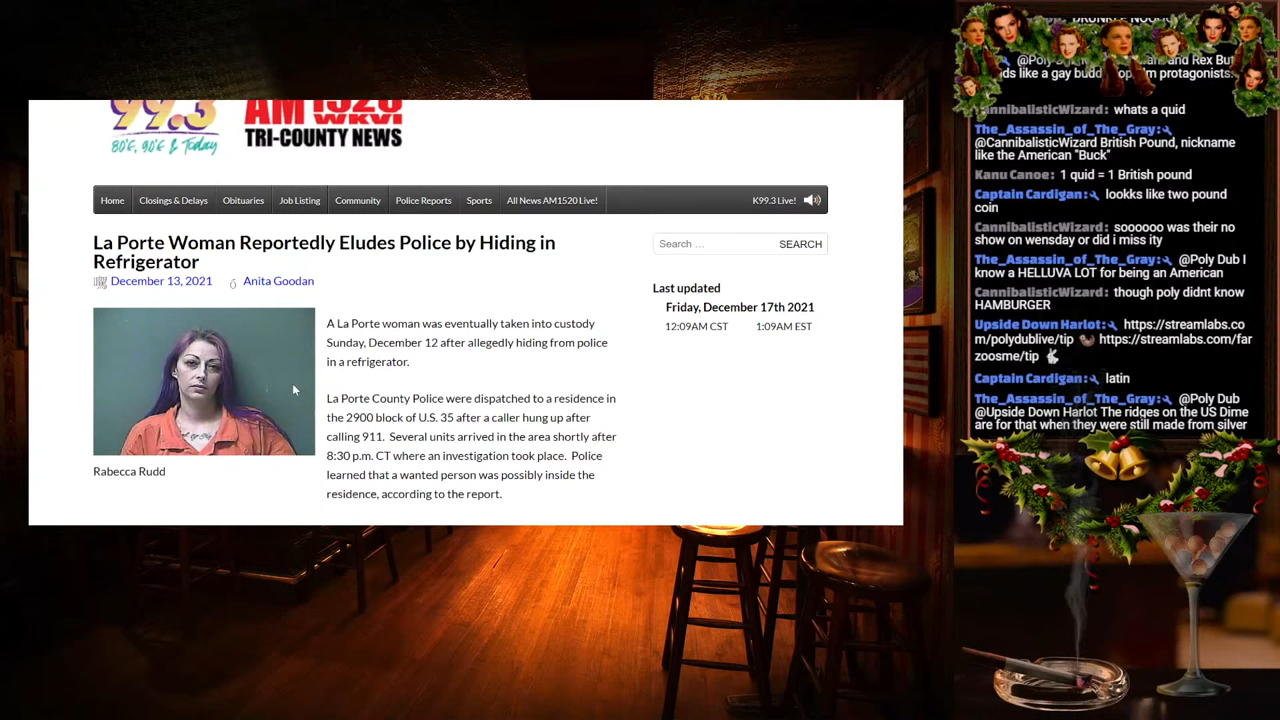 99.3
AM 1520
WKVI
80's, 90's & Today
TRI-COUNTY NEWS
Home
Closings & Delays
Obituaries
Job Listing
Community
Police Reports
Sports
All News AM1520 Live!
K99.3 Live!
La Porte Woman Reportedly Eludes Police by Hiding in
Refrigerator
December 13, 2021
Anita Goodan
Search …
SEARCH
Last updated
Friday, December 17th 2021
12:09AM CST
1:09AM EST
A La Porte woman was eventually taken into custody
Sunday, December 12 after allegedly hiding from police
in a refrigerator.
La Porte County Police were dispatched to a residence in
the 2900 block of U.S. 35 after a caller hung up after
calling 911. Several units arrived in the area shortly after
8:30 p.m. CT where an investigation took place. Police
learned that a wanted person was possibly inside the
residence, according to the report.
Rabecca Rudd
and Rex
like a gay protagonists.
CannibalisticWizard: whats a quid
The_Assassin_of_The_Gray:
@CannibalisticWizard British Pound, nickname
like the American "Buck"
Kanu Canoe: 1 quid = 1 British pound
Captain Cardigan: lookks like two pound
coin
CannibalisticWizard: soooooo was their no
show on wensday or did i miss ity
The_Assassin_of_The_Gray: @Poly Dub I
know a HELLUVA LOT for being an American
CannibalisticWizard: though poly didnt know
HAMBURGER
Upside Down Harlot: https://streamlabs.co
m/polydublive/tip https://streamlabs.com/far
zoosme/tip
Captain Cardigan: latin
The_Assassin_of_The_Gray: @Poly Dub
@Upside Down Harlot The ridges on the US Dime
are for that when they were still made from silver